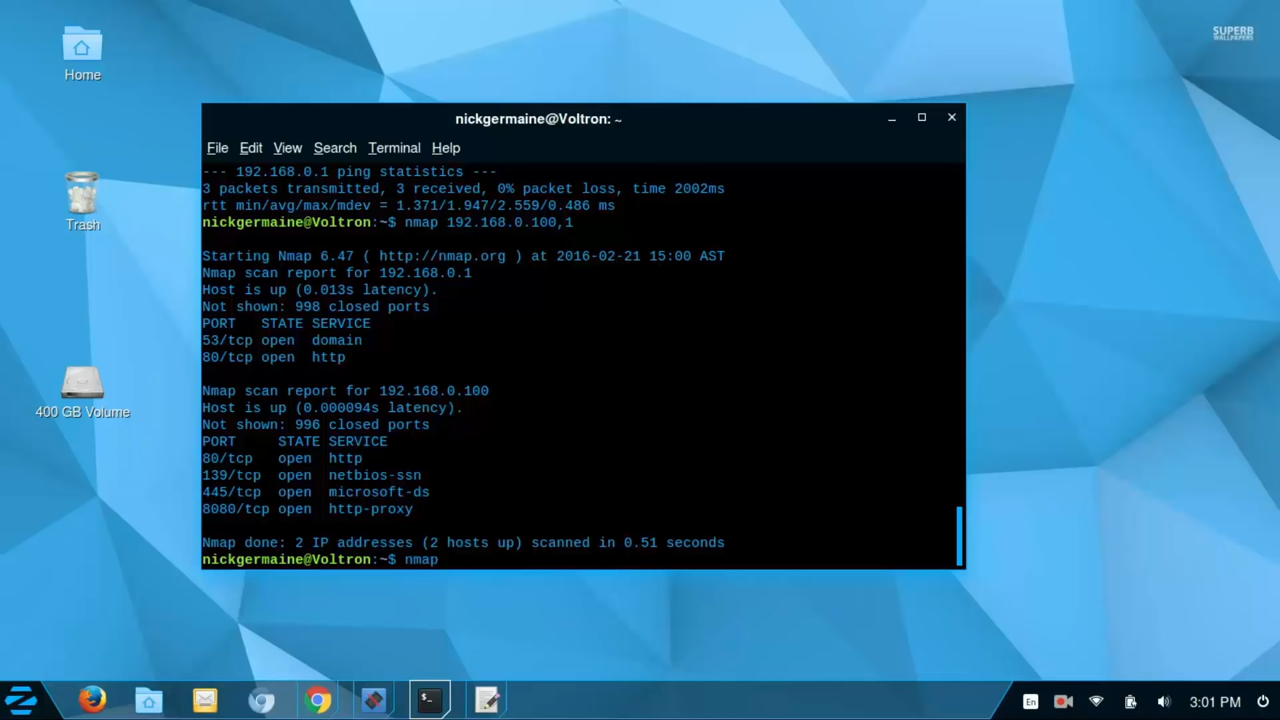 SUPERB
WALLPAPERS
Home
Trash
400 GB Volume
nickgermaine@Voltron: ~
File Edit View Search Terminal Help
--- 192.168.0.1 ping statistics ---
3 packets transmitted, 3 received, 0% packet loss, time 2002ms
rtt min/avg/max/mdev = 1.371/1.947/2.559/0.486 ms
nickgermaine@Voltron:~$ nmap 192.168.0.100,1
Starting Nmap 6.47 ( http://nmap.org ) at 2016-02-21 15:00 AST
Nmap scan report for 192.168.0.1
Host is up (0.013s latency).
Not shown: 998 closed ports
PORT   STATE SERVICE
53/tcp open  domain
80/tcp open  http
Nmap scan report for 192.168.0.100
Host is up (0.000094s latency).
Not shown: 996 closed ports
PORT     STATE SERVICE
80/tcp   open  http
139/tcp  open  netbios-ssn
445/tcp  open  microsoft-ds
8080/tcp open  http-proxy
Nmap done: 2 IP addresses (2 hosts up) scanned in 0.51 seconds
nickgermaine@Voltron:~$ nmap
$_
En
3:01 PM